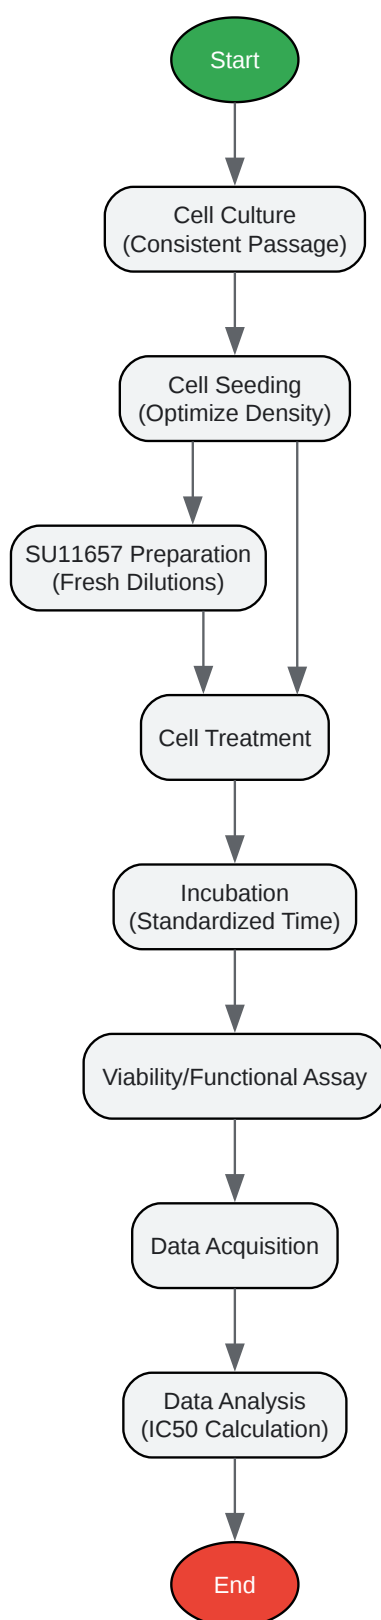 Start
Cell Culture
(Consistent Passage)
Cell Seeding
(Optimize Density)
SU11657 Preparation
(Fresh Dilutions)
Cell Treatment
Incubation
(Standardized Time)
Viability/Functional Assay
Data Acquisition
Data Analysis
(IC50 Calculation)
End